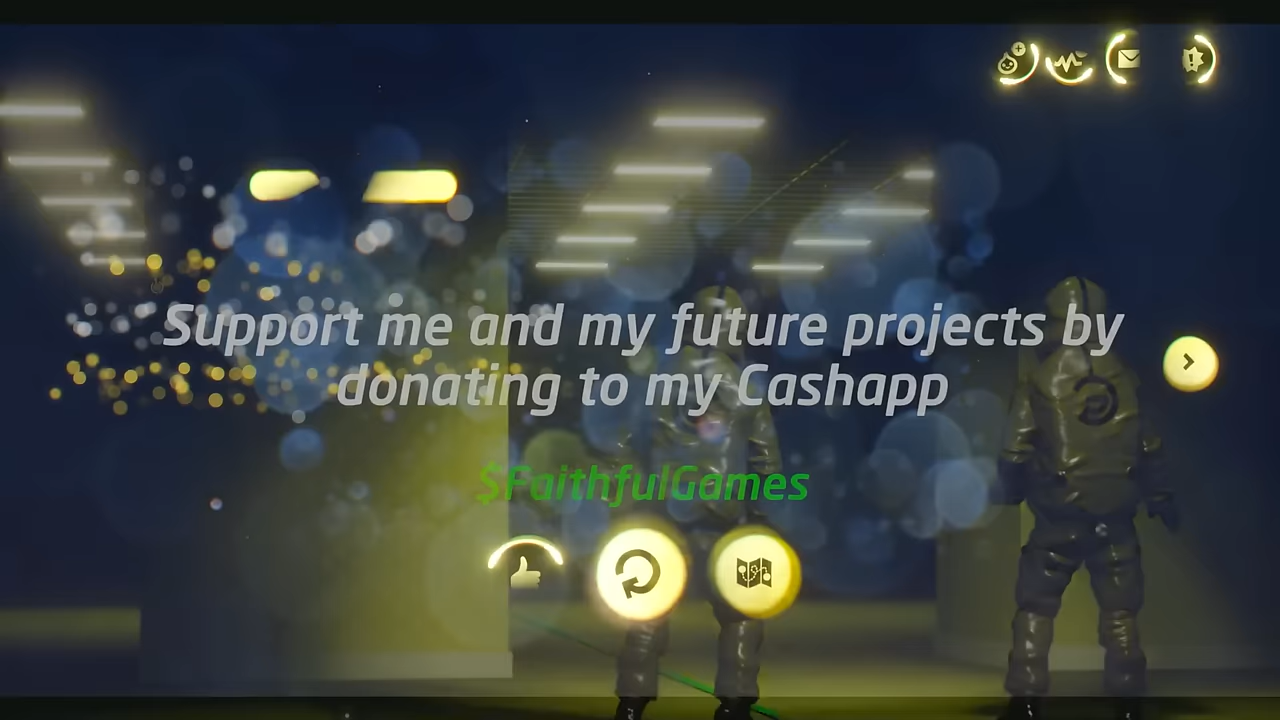 Support me and my future projects by
donating to my Cashapp
$FaithfulGames